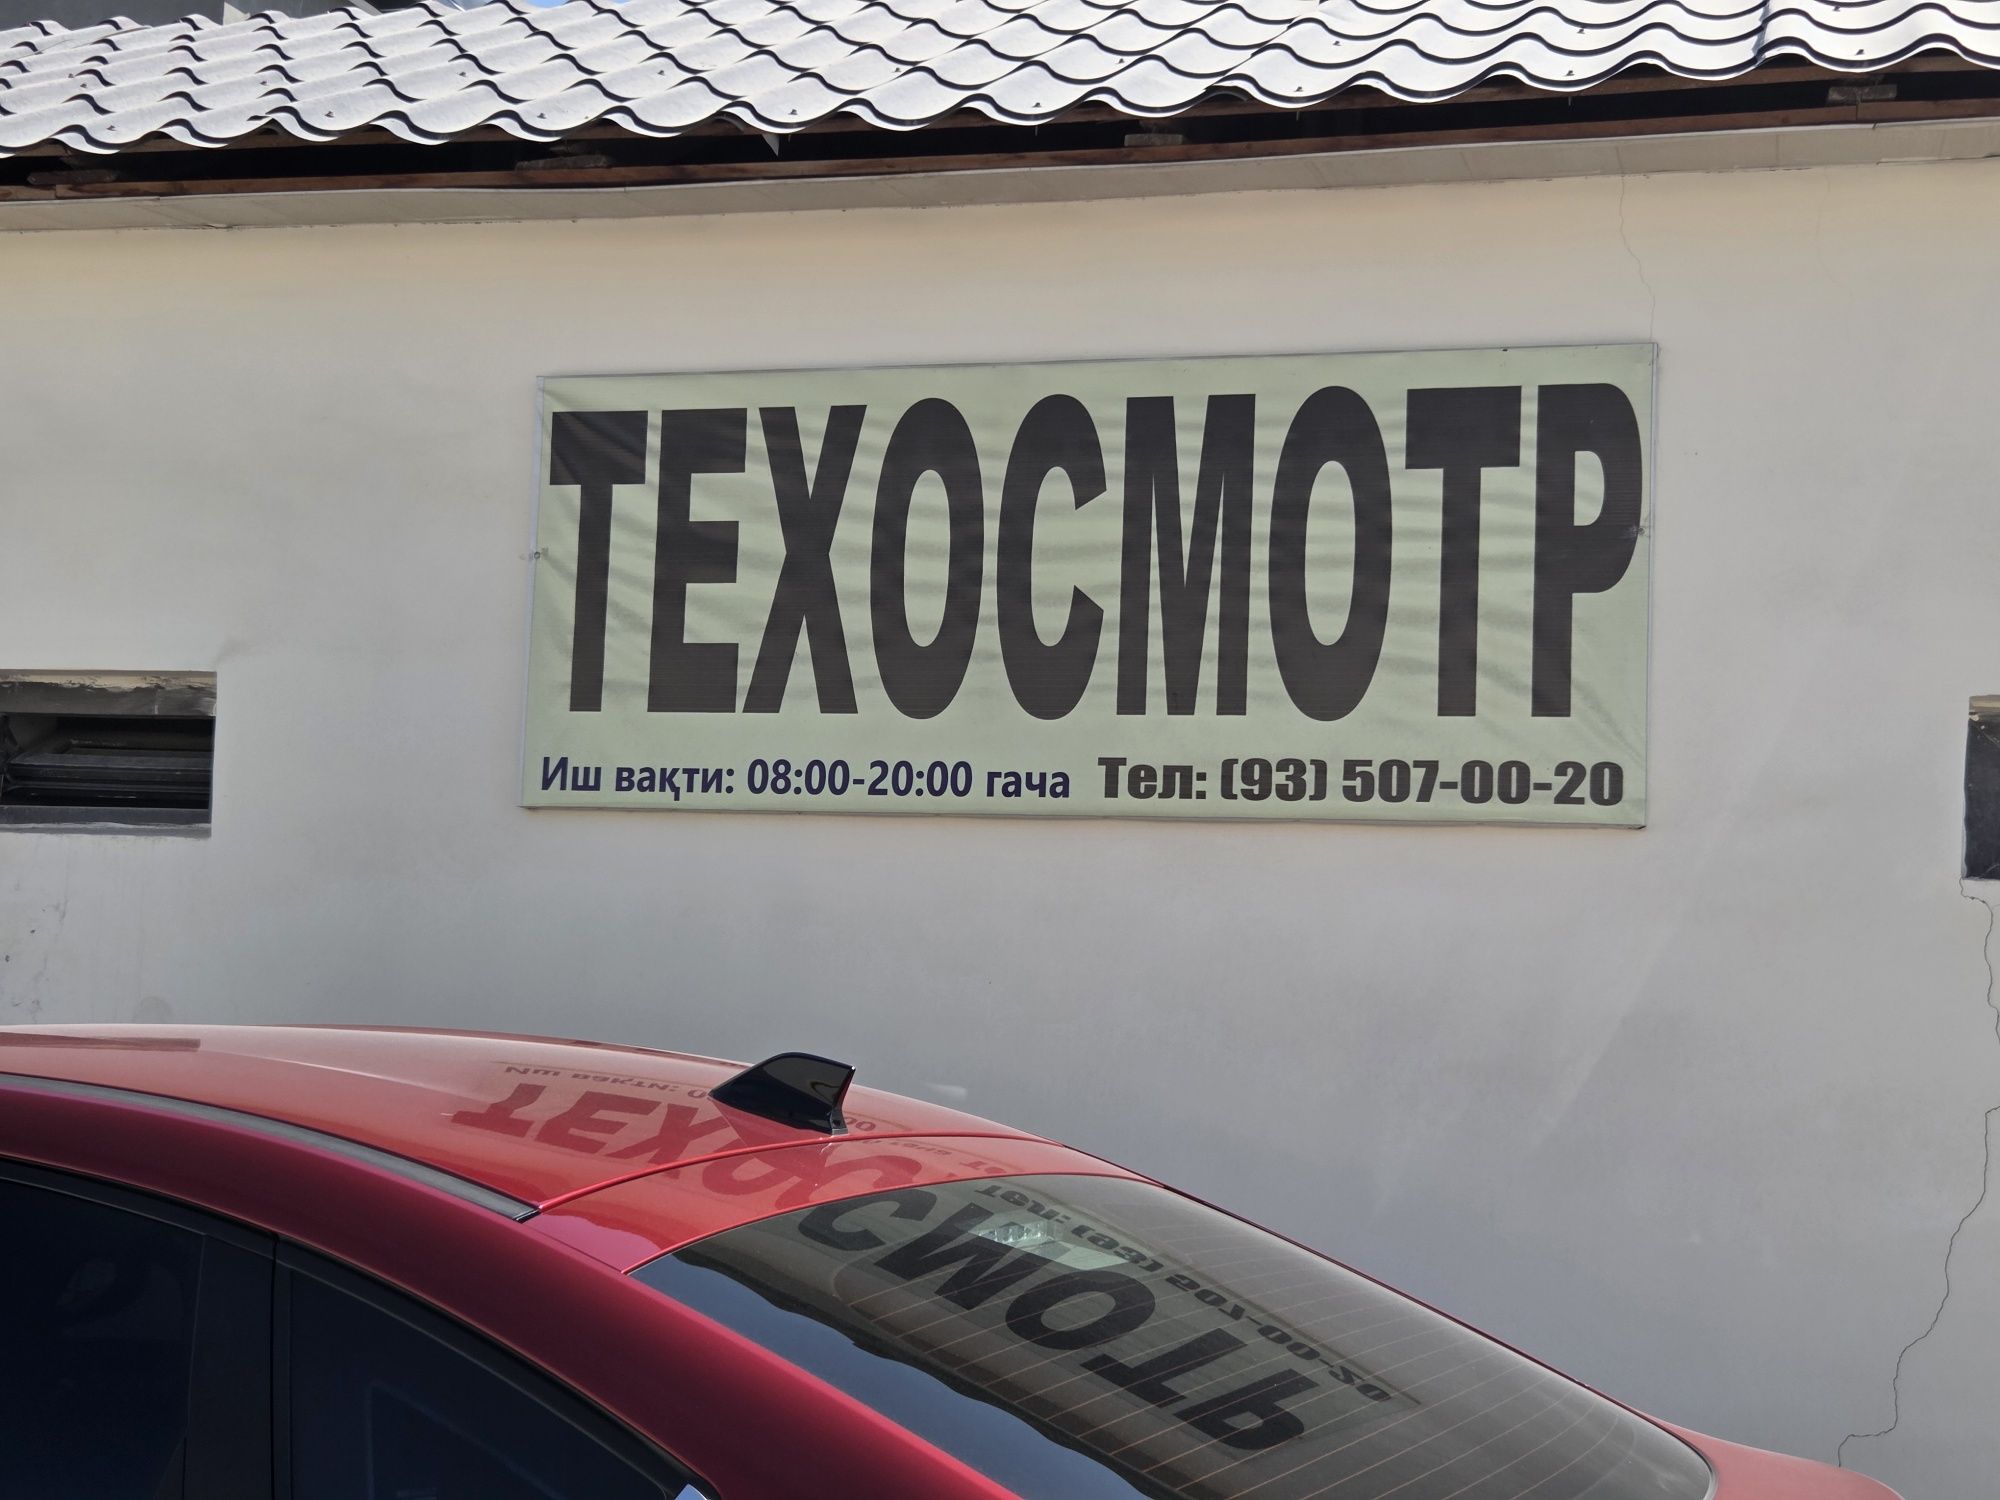 ТЕХОСМОТР
Иш вақти: 08:00-20:00 гача Тел: (93) 507-00-20